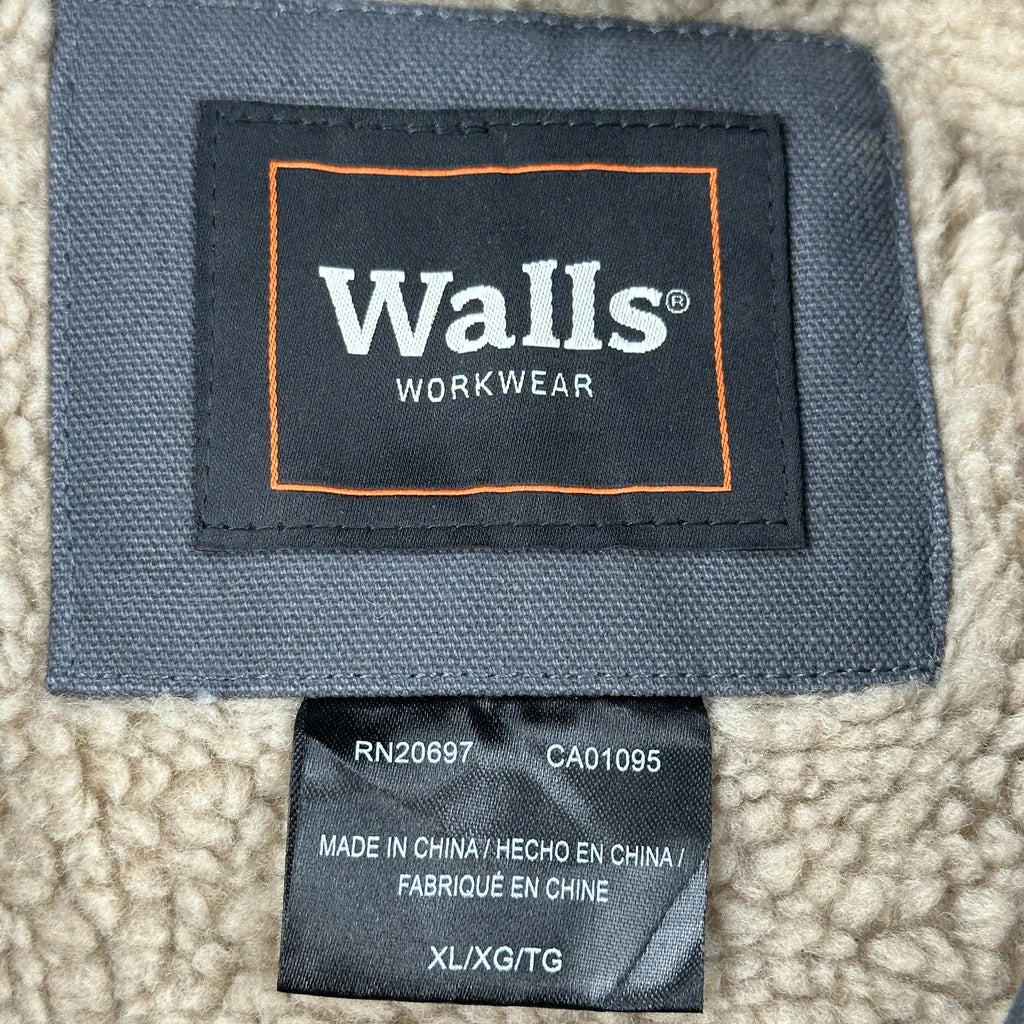 Walls®
WORKWEAR
RN20697 CA01095
MADE IN CHINA / HECHO EN CHINA /
FABRIQUÉ EN CHINE
XL/XG/TG